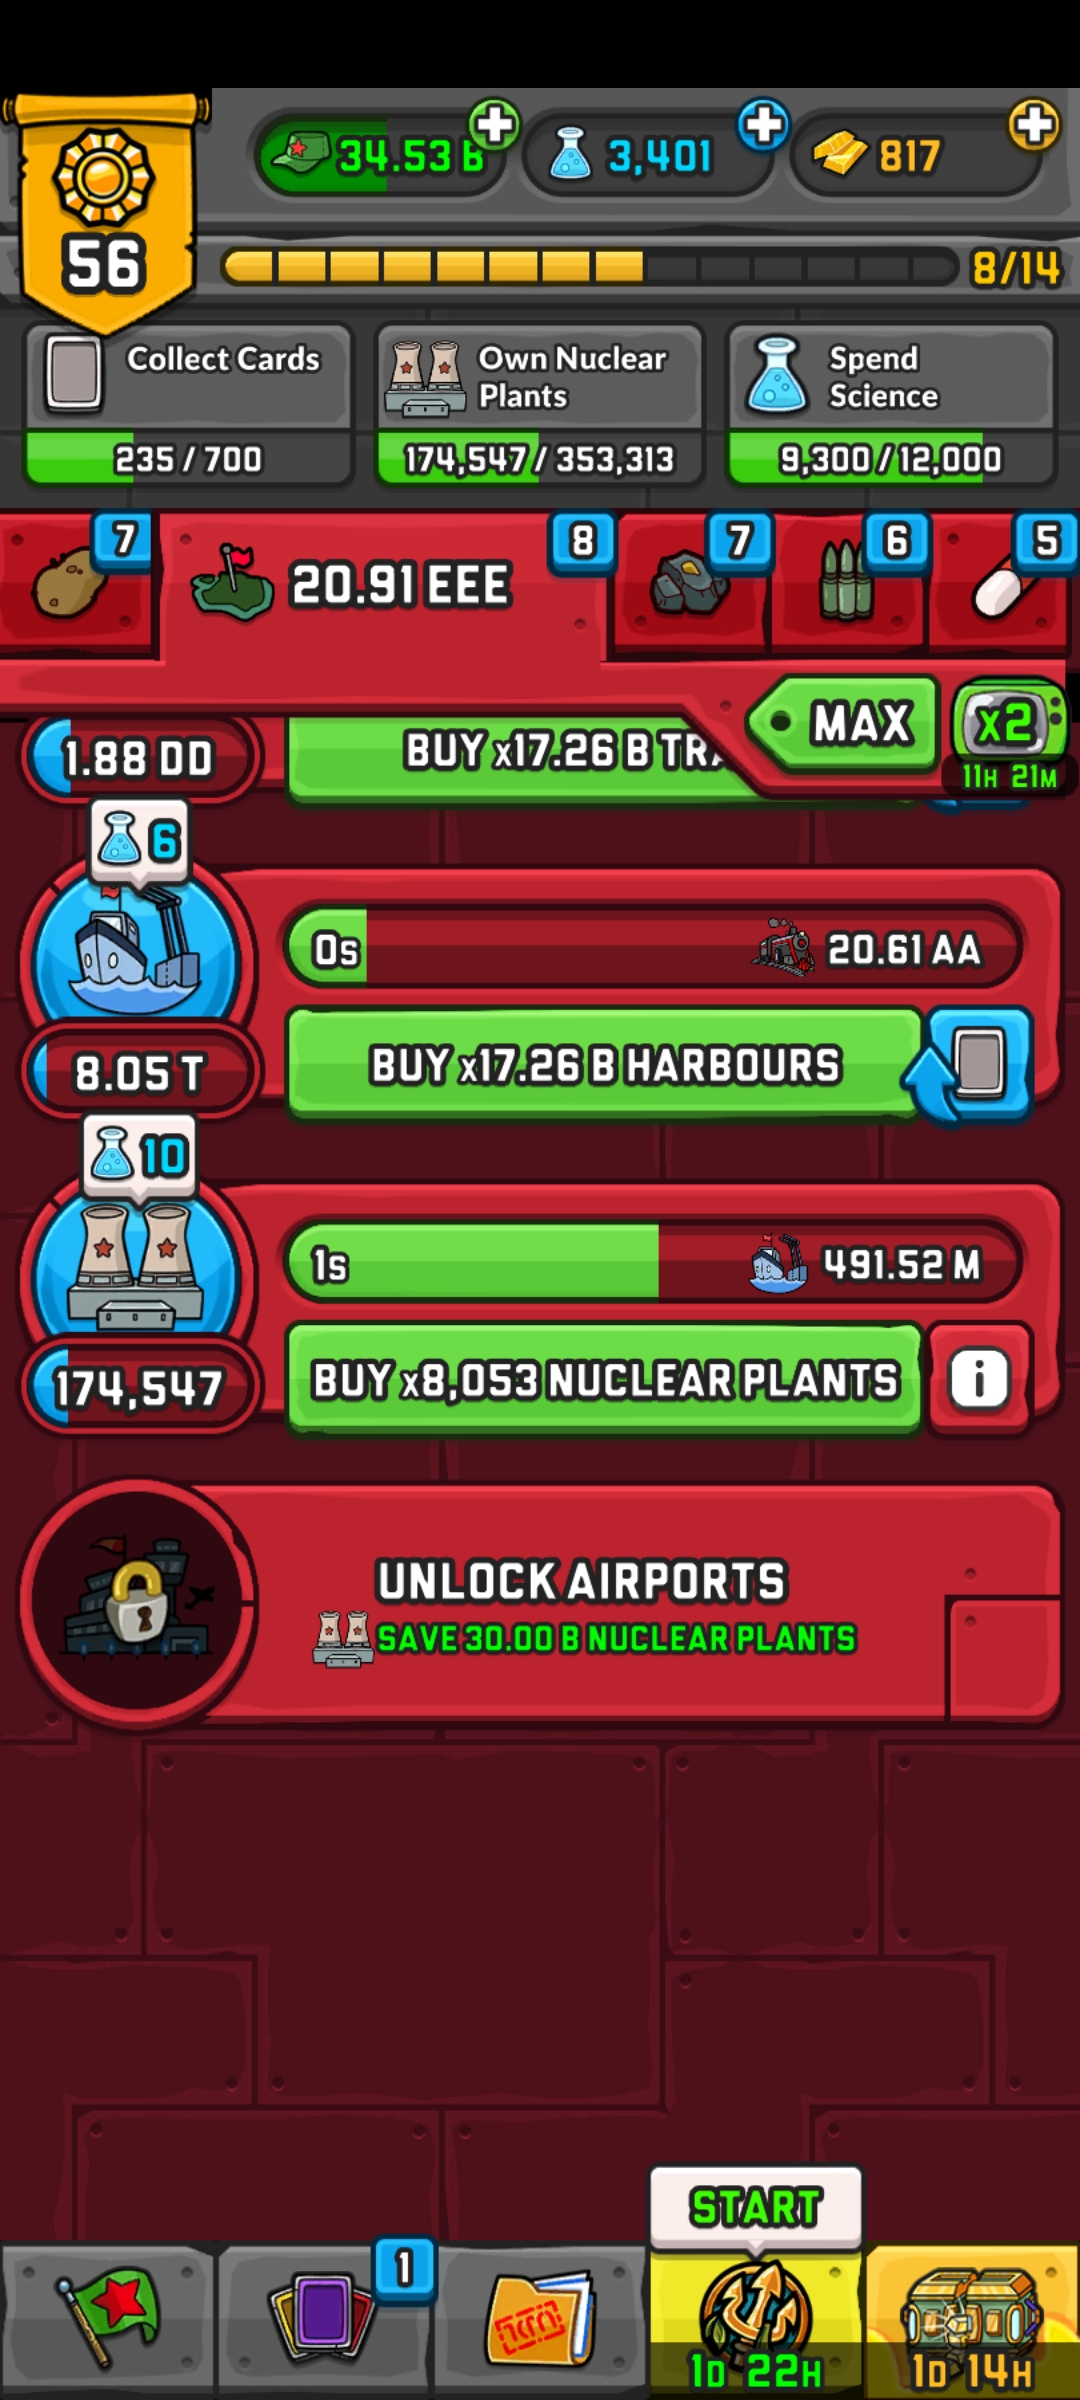 56
34.53 B
3,401
817
8/14
Collect Cards
235 / 700
Own Nuclear
Plants
174,547 / 353,313
Spend
Science
9,300 / 12,000
7
20.91 EEE
8
7
6
5
MAX
x2
11H 21M
1.88 DD
BUY x17.26 B
6
0s
20.61 AA
8.05 T
BUY x17.26 B HARBOURS
10
1s
491.52 M
174,547
BUY x8,053 NUCLEAR PLANTS
i
UNLOCK AIRPORTS
SAVE 30.00 B NUCLEAR PLANTS
START
1
1D 22H
1D 14H